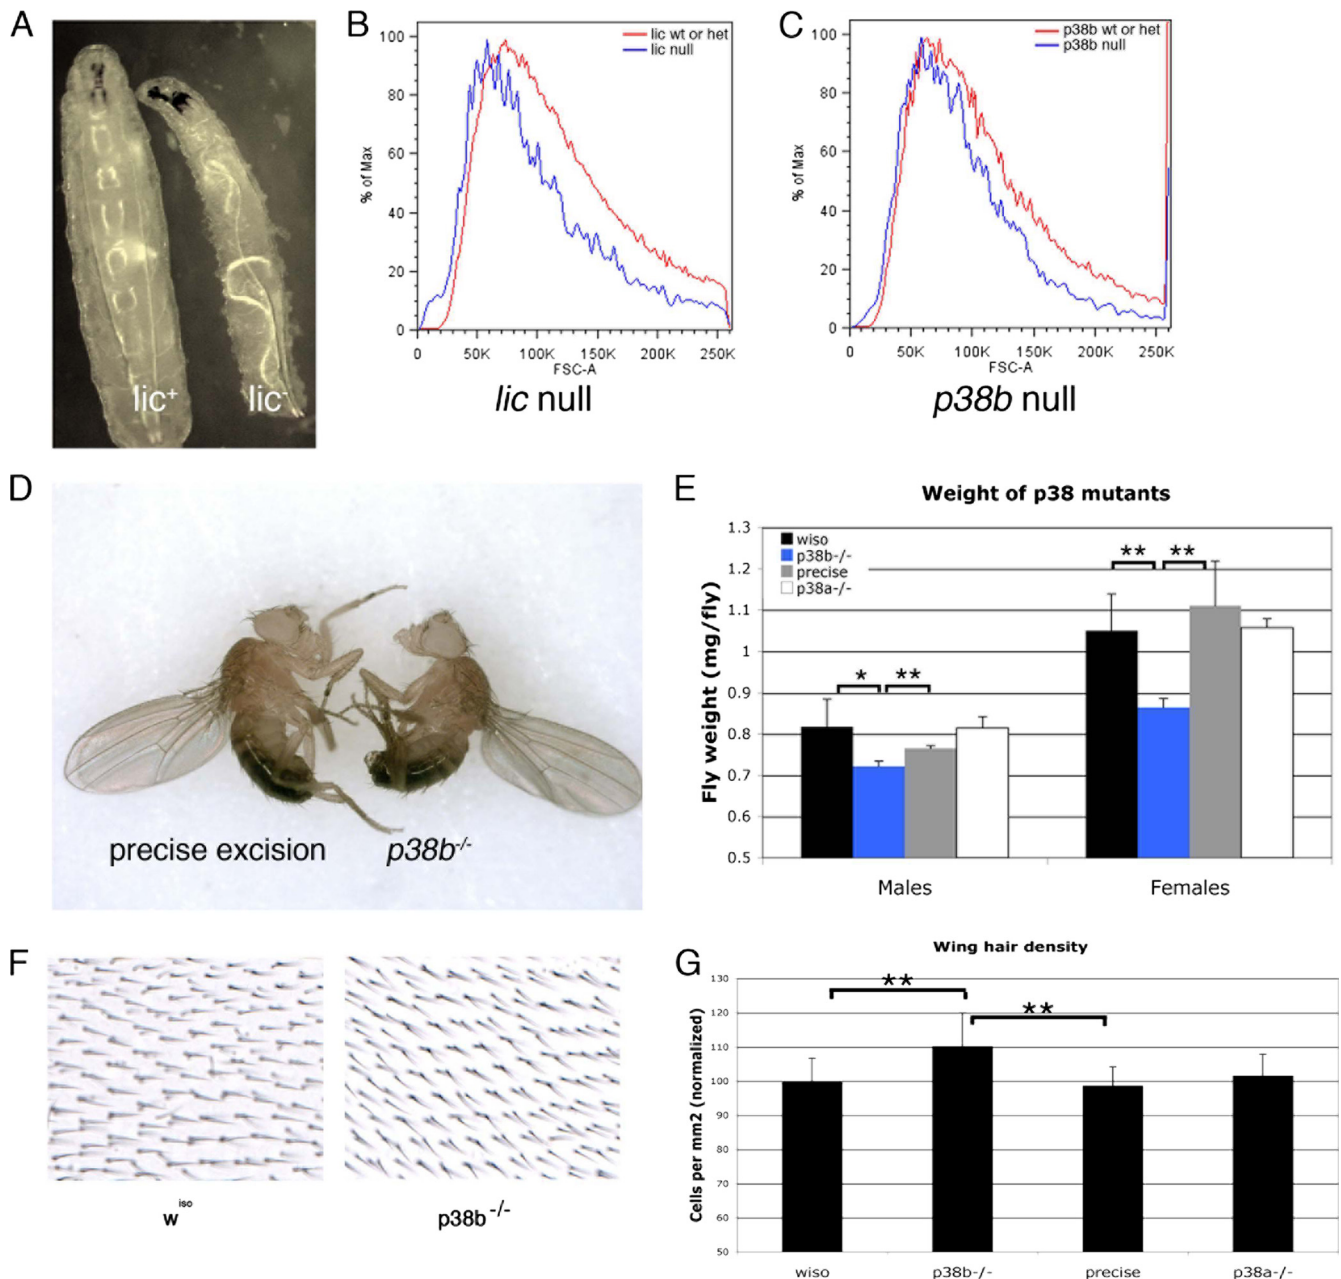 A
lic⁺
lic⁻
B
lic wt or het
lic null
100
80
60
40
20
0
% of Max
0 50K 100K 150K 200K 250K
FSC-A
lic null
C
p38b wt or het
p38b null
100
80
60
40
20
0
% of Max
0 50K 100K 150K 200K 250K
FSC-A
p38b null
D
precise excision
p38b⁻/⁻
E
Weight of p38 mutants
wiso
p38b-/-
precise
p38a-/-
1.3
1.2
1.1
1
0.9
0.8
0.7
0.6
0.5
Fly weight (mg/fly)
* **
** **
Males Females
F
wⁱˢᵒ
p38b⁻/⁻
G
Wing hair density
130
120
110
100
90
80
70
60
50
Cells per mm2 (normalized)
**
**
wiso p38b-/- precise p38a-/-